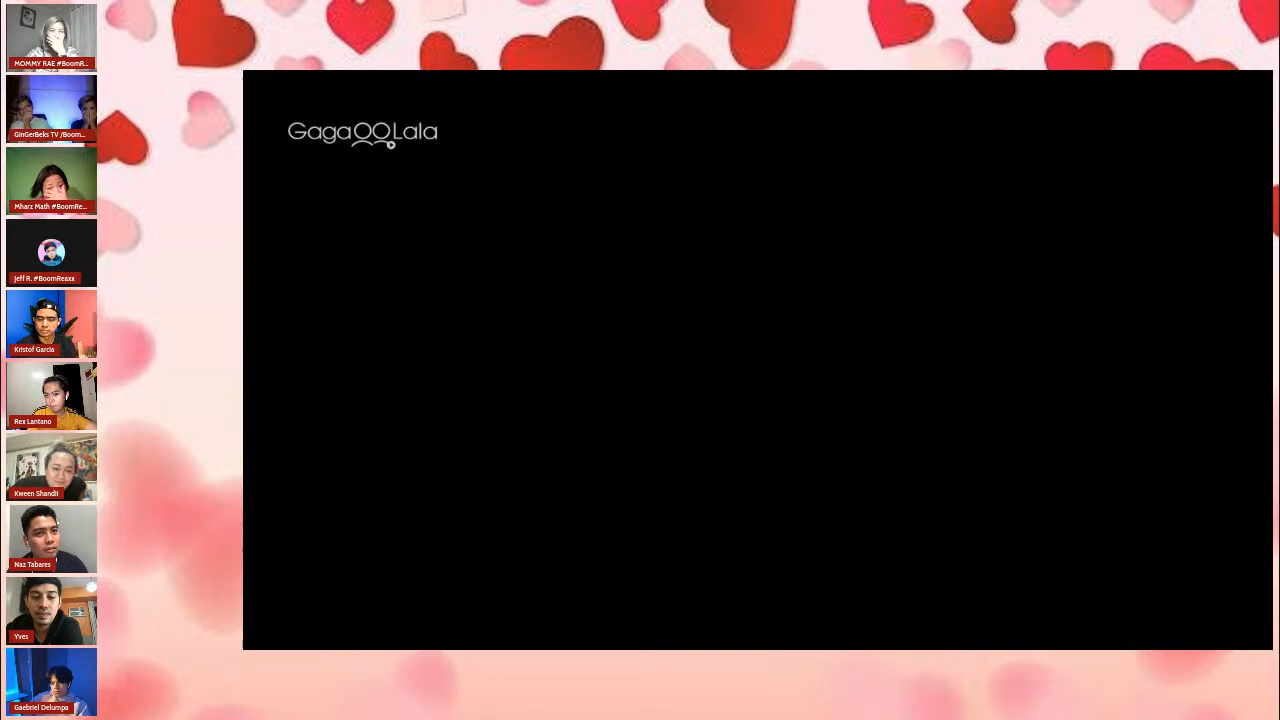 MOMMY RAE #BoomR...
GinGerBeks TV /Boom...
Mharz Math #BoomRe...
Jeff R. #BoomReaxx
Kristof Garcia
Rex Lantano
Kween Shandii
Naz Tabares
Yves
Gaebriel Delumpa
GagaOOLala